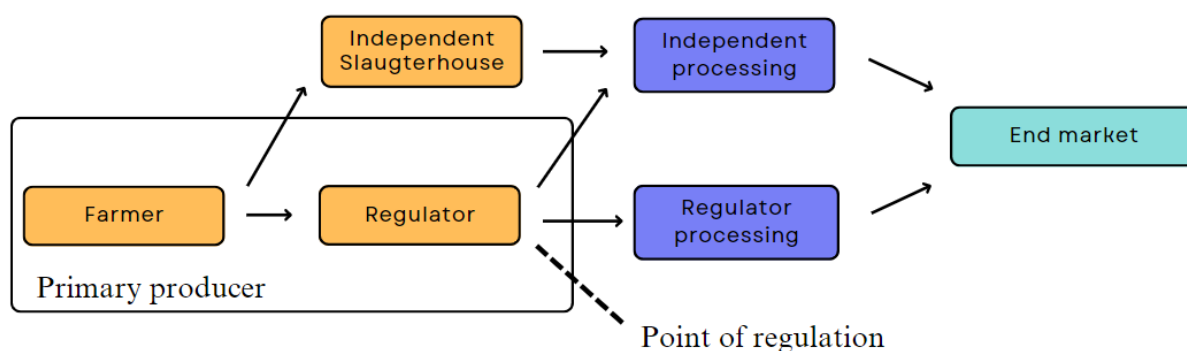 Independent
Slaugterhouse
Independent
processing
End market
Farmer
Regulator
Regulator
processing
Primary producer
Point of regulation